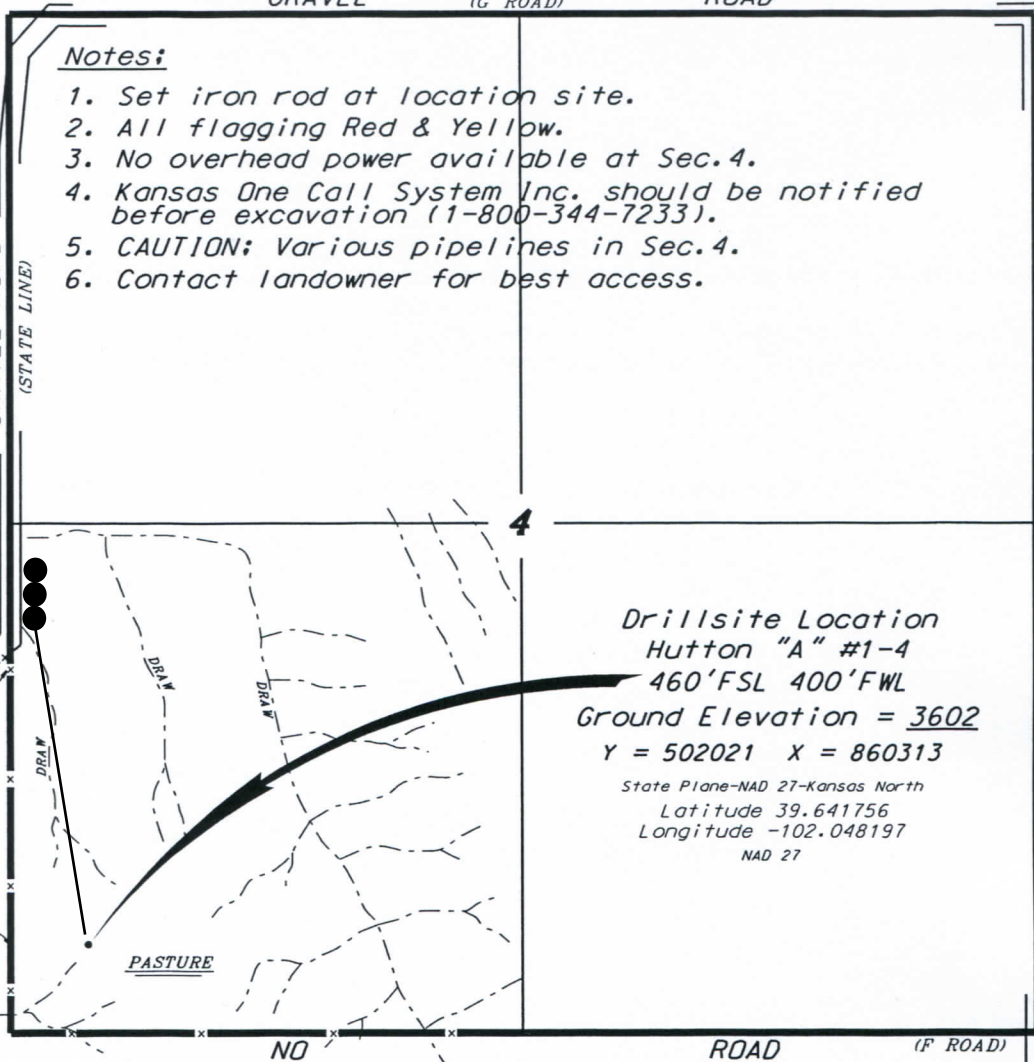 GRAVEL (G ROAD) ROAD
Notes:
1. Set iron rod at location site.
2. All flagging Red & Yellow.
3. No overhead power available at Sec.4.
4. Kansas One Call System Inc. should be notified
before excavation (1-800-344-7233).
5. CAUTION: Various pipelines in Sec.4.
6. Contact landowner for best access.
(STATE LINE)
4
Drillsite Location
Hutton "A" #1-4
460'FSL 400'FWL
Ground Elevation = 3602
Y = 502021 X = 860313
State Plane-NAD 27-Kansas North
Latitude 39.641756
Longitude -102.048197
NAD 27
DRAW
DRAW
DRAW
PASTURE
NO ROAD (F ROAD)